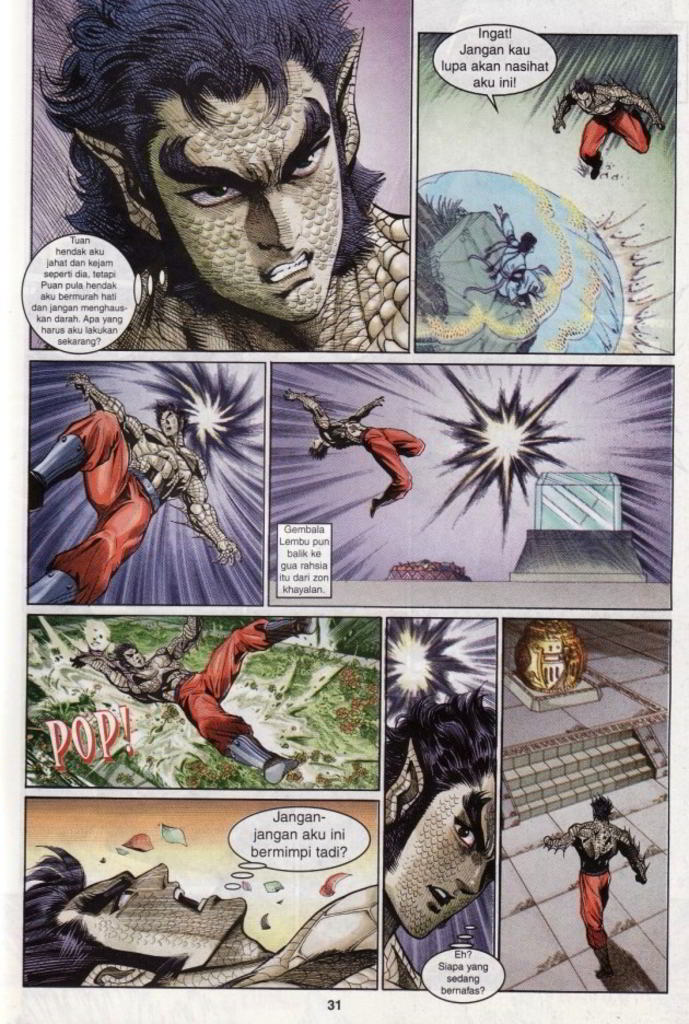 Tuan
hendak aku
jahat dan kejam
seperti dia, tetapi
Puan pula hendak
aku bermurah hati
dan jangan menghaus-
kan darah. Apa yang
harus aku lakukan
sekarang?
Ingat!
Jangan kau
lupa akan nasihat
aku ini!
Gembala
Lembu pun
balik ke
gua rahsia
itu dari zon
khayalan.
POP!
Jangan-
jangan aku ini
bermimpi tadi?
Eh?
Siapa yang
sedang
bernafas?
31